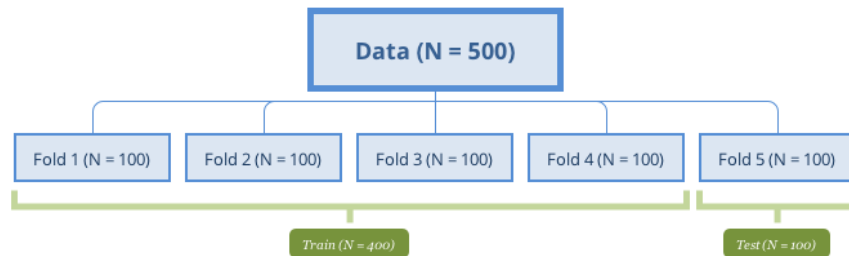 Data (N = 500)
Fold 1 (N = 100)
Fold 2 (N = 100)
Fold 3 (N = 100)
Fold 4 (N = 100)
Fold 5 (N = 100)
Train (N = 400)
Test (N = 100)